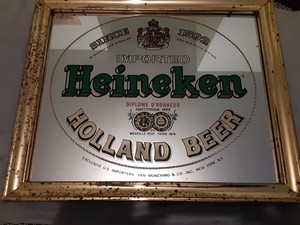 SINCE 1592
IMPORTED
Heineken
DIPLOME D'HONNEUR
AMSTERDAM 1883
MEDAILLE D'OR PARIS 1875
HOLLAND BEER
EXCLUSIVE U.S. IMPORTERS VAN MUNCHING & CO. INC. NEW YORK, N.Y.